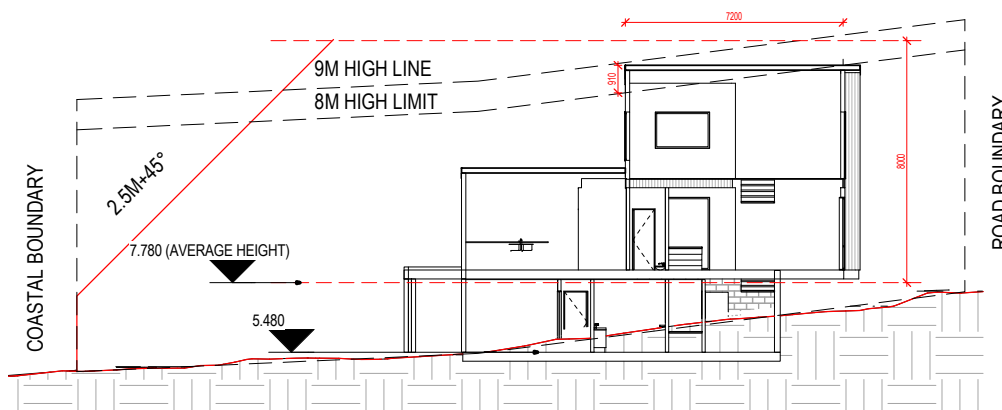 7200
9M HIGH LINE
910
8M HIGH LIMIT
8000
2.5M+45°
COASTAL BOUNDARY
ROAD BOUNDARY
7.780 (AVERAGE HEIGHT)
5.480